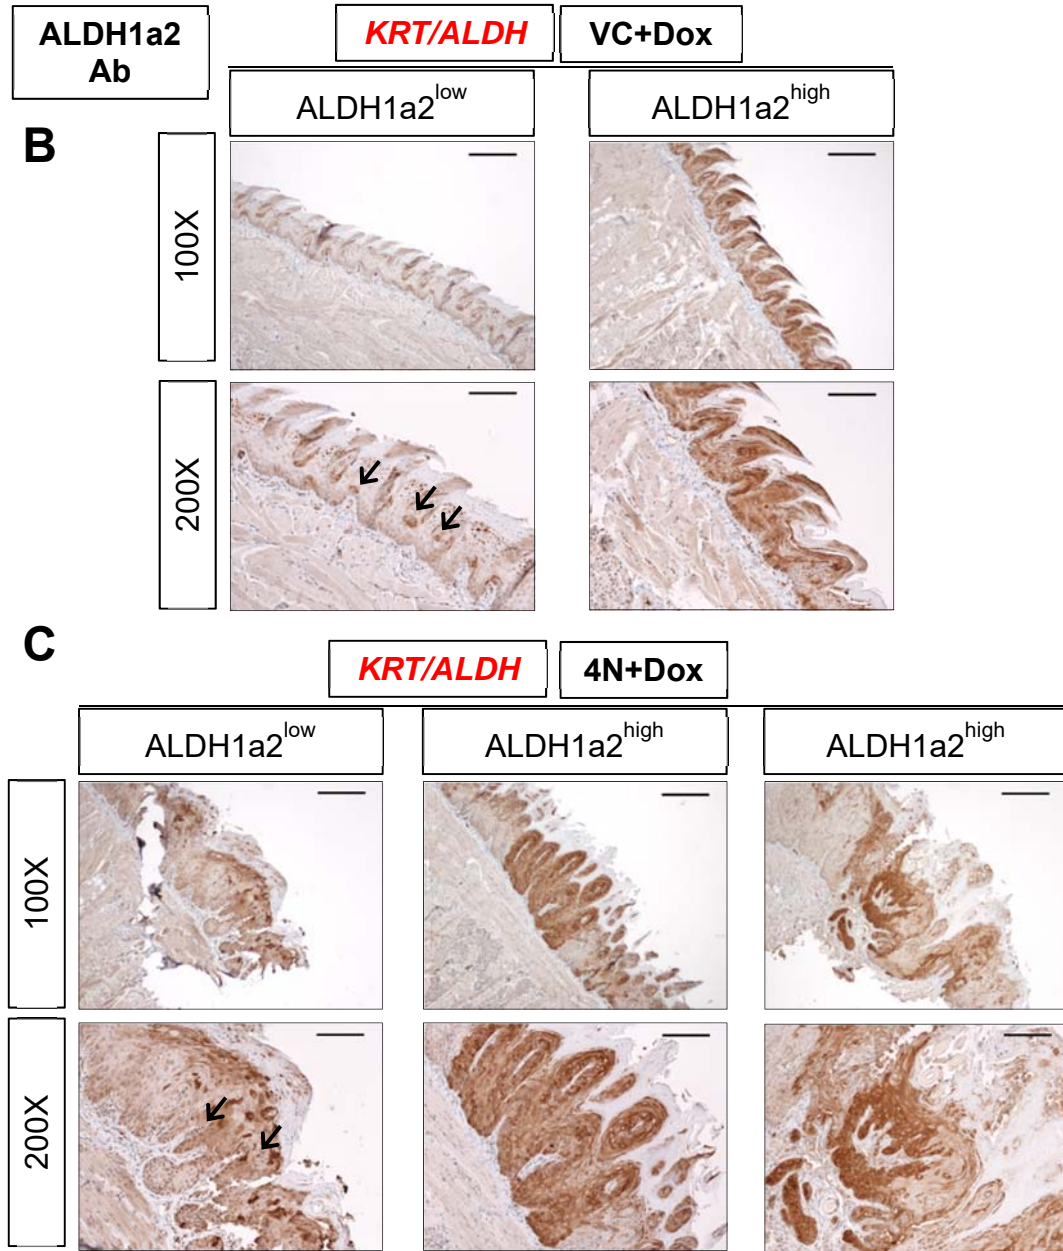 ALDH1a2
Ab
KRT/ALDH VC+Dox
ALDH1a2low ALDH1a2high
B
100X
200X
C
KRT/ALDH 4N+Dox
ALDH1a2low ALDH1a2high ALDH1a2high
100X
200X